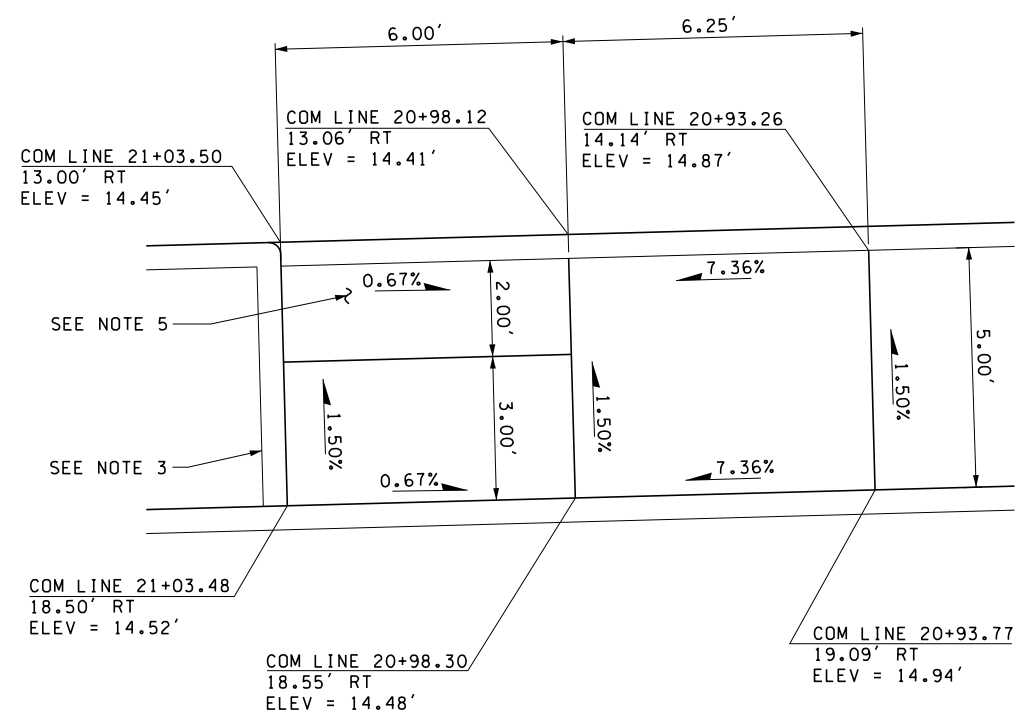 6.00′
6.25′
COM LINE 20+98.12
13.06′ RT
ELEV = 14.41′
COM LINE 20+93.26
14.14′ RT
ELEV = 14.87′
COM LINE 21+03.50
13.00′ RT
ELEV = 14.45′
0.67%
7.36%
2.00′
SEE NOTE 5
5.00′
1.50%
1.50%
1.50%
3.00′
SEE NOTE 3
0.67%
7.36%
COM LINE 21+03.48
18.50′ RT
ELEV = 14.52′
COM LINE 20+98.30
18.55′ RT
ELEV = 14.48′
COM LINE 20+93.77
19.09′ RT
ELEV = 14.94′